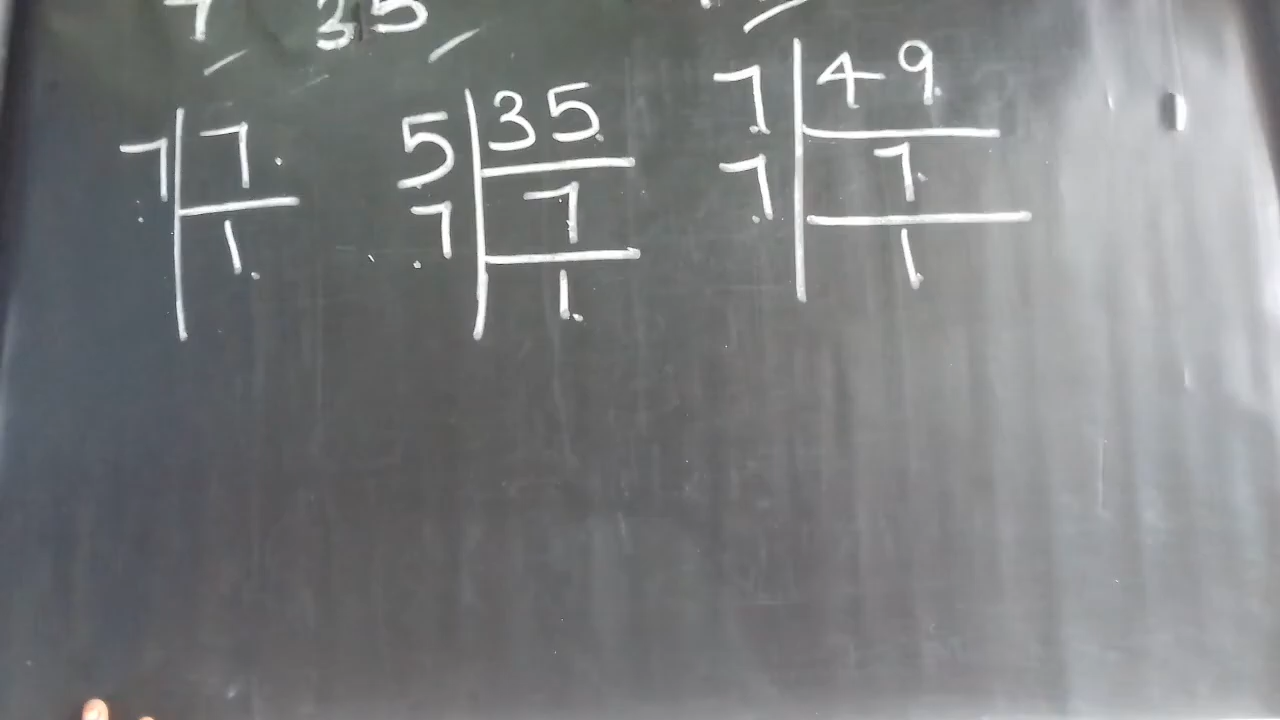 7 35
7 7 5 35 7 49
1 7 7 7 7
1 1